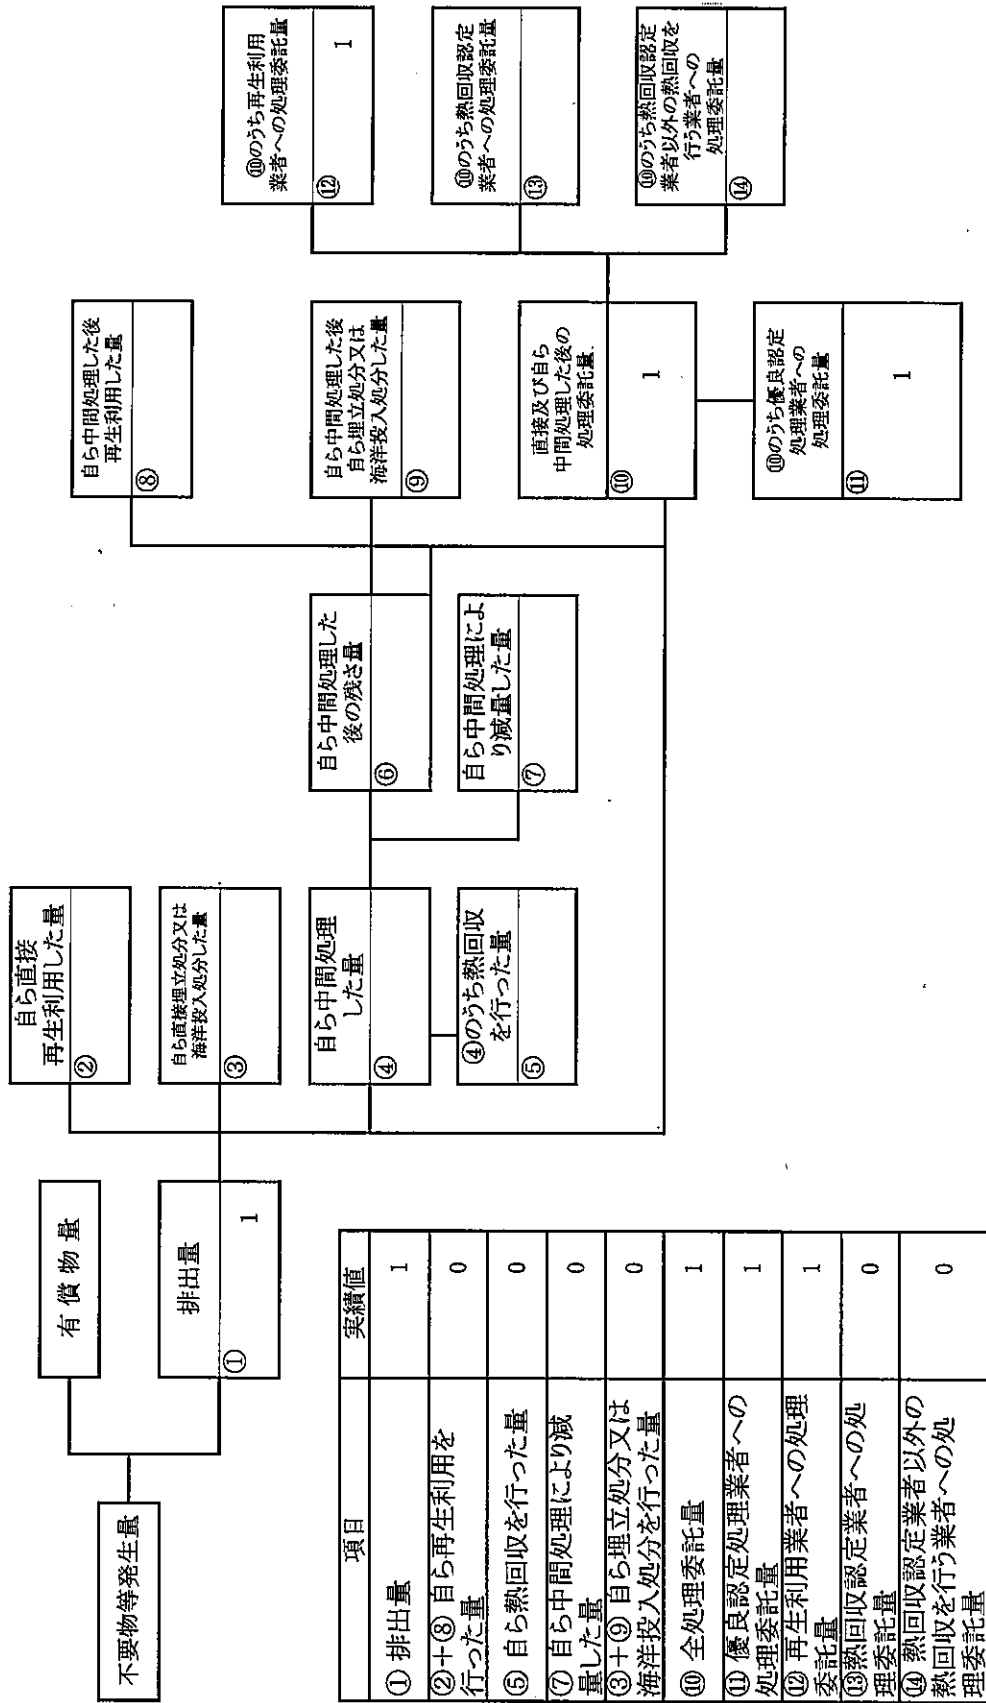 不要物等発生量
有償物量
排出量
①
1
自ら直接
再生利用した量
②
自ら直接埋立処分又は
海洋投入処分した量
③
自ら中間処理
した量
④
④のうち熱回収
を行った量
⑤
自ら中間処理した
後の残さ量
⑥
自ら中間処理によ
り減量した量
⑦
自ら中間処理した後
再生利用した量
⑧
自ら中間処理した後
自ら埋立処分又は
海洋投入処分した量
⑨
直接及び自ら
中間処理した後の
処理委託量
⑩
1
⑩のうち優良認定
処理業者への
処理委託量
⑪
1
⑩のうち再生利用
業者への処理委託量
⑫
1
⑩のうち熱回収認定
業者への処理委託量
⑬
⑩のうち熱回収認定
業者以外の熱回収を
行う業者への
処理委託量
⑭
項目 実績値
① 排出量 1
②+⑧ 自ら再生利用を
行った量 0
⑤ 自ら熱回収を行った量 0
⑦ 自ら中間処理により減
量した量 0
③+⑨ 自ら埋立処分又は
海洋投入処分を行った量 0
⑩ 全処理委託量 1
⑪ 優良認定処理業者への
処理委託量 1
⑫ 再生利用業者への処理
委託量 1
⑬熱回収認定業者への処
理委託量 0
⑭ 熱回収認定業者以外の
熱回収を行う業者への処
理委託量 0